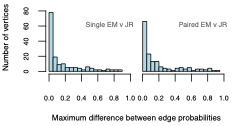 Number of vertices
80
60
40
20
0
Single EM v JR
Paired EM v JR
0.0 0.2 0.4 0.6 0.8 1.0
0.0 0.2 0.4 0.6 0.8 1.0
Maximum difference between edge probabilities